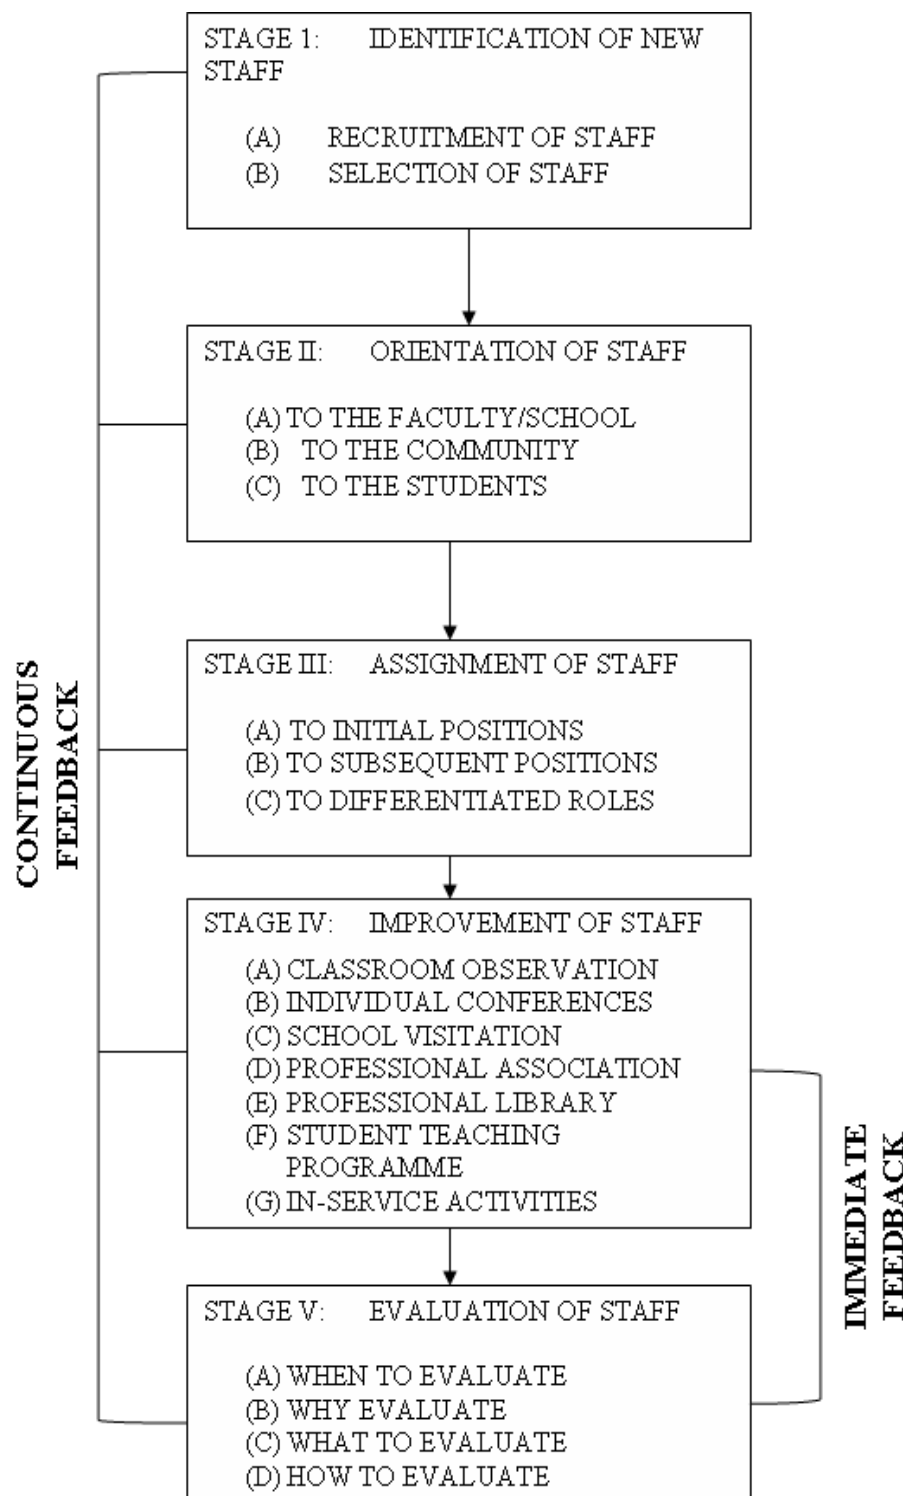 STAGE 1: IDENTIFICATION OF NEW
STAFF
(A) RECRUITMENT OF STAFF
(B) SELECTION OF STAFF
STAGE II: ORIENTATION OF STAFF
(A) TO THE FACULTY/SCHOOL
(B) TO THE COMMUNITY
(C) TO THE STUDENTS
STAGE III: ASSIGNMENT OF STAFF
(A) TO INITIAL POSITIONS
(B) TO SUBSEQUENT POSITIONS
(C) TO DIFFERENTIATED ROLES
STAGE IV: IMPROVEMENT OF STAFF
(A) CLASSROOM OBSERVATION
(B) INDIVIDUAL CONFERENCES
(C) SCHOOL VISITATION
(D) PROFESSIONAL ASSOCIATION
(E) PROFESSIONAL LIBRARY
(F) STUDENT TEACHING
PROGRAMME
(G) IN-SERVICE ACTIVITIES
STAGE V: EVALUATION OF STAFF
(A) WHEN TO EVALUATE
(B) WHY EVALUATE
(C) WHAT TO EVALUATE
(D) HOW TO EVALUATE
CONTINUOUS
FEEDBACK
IMMEDIATE
FEEDBACK